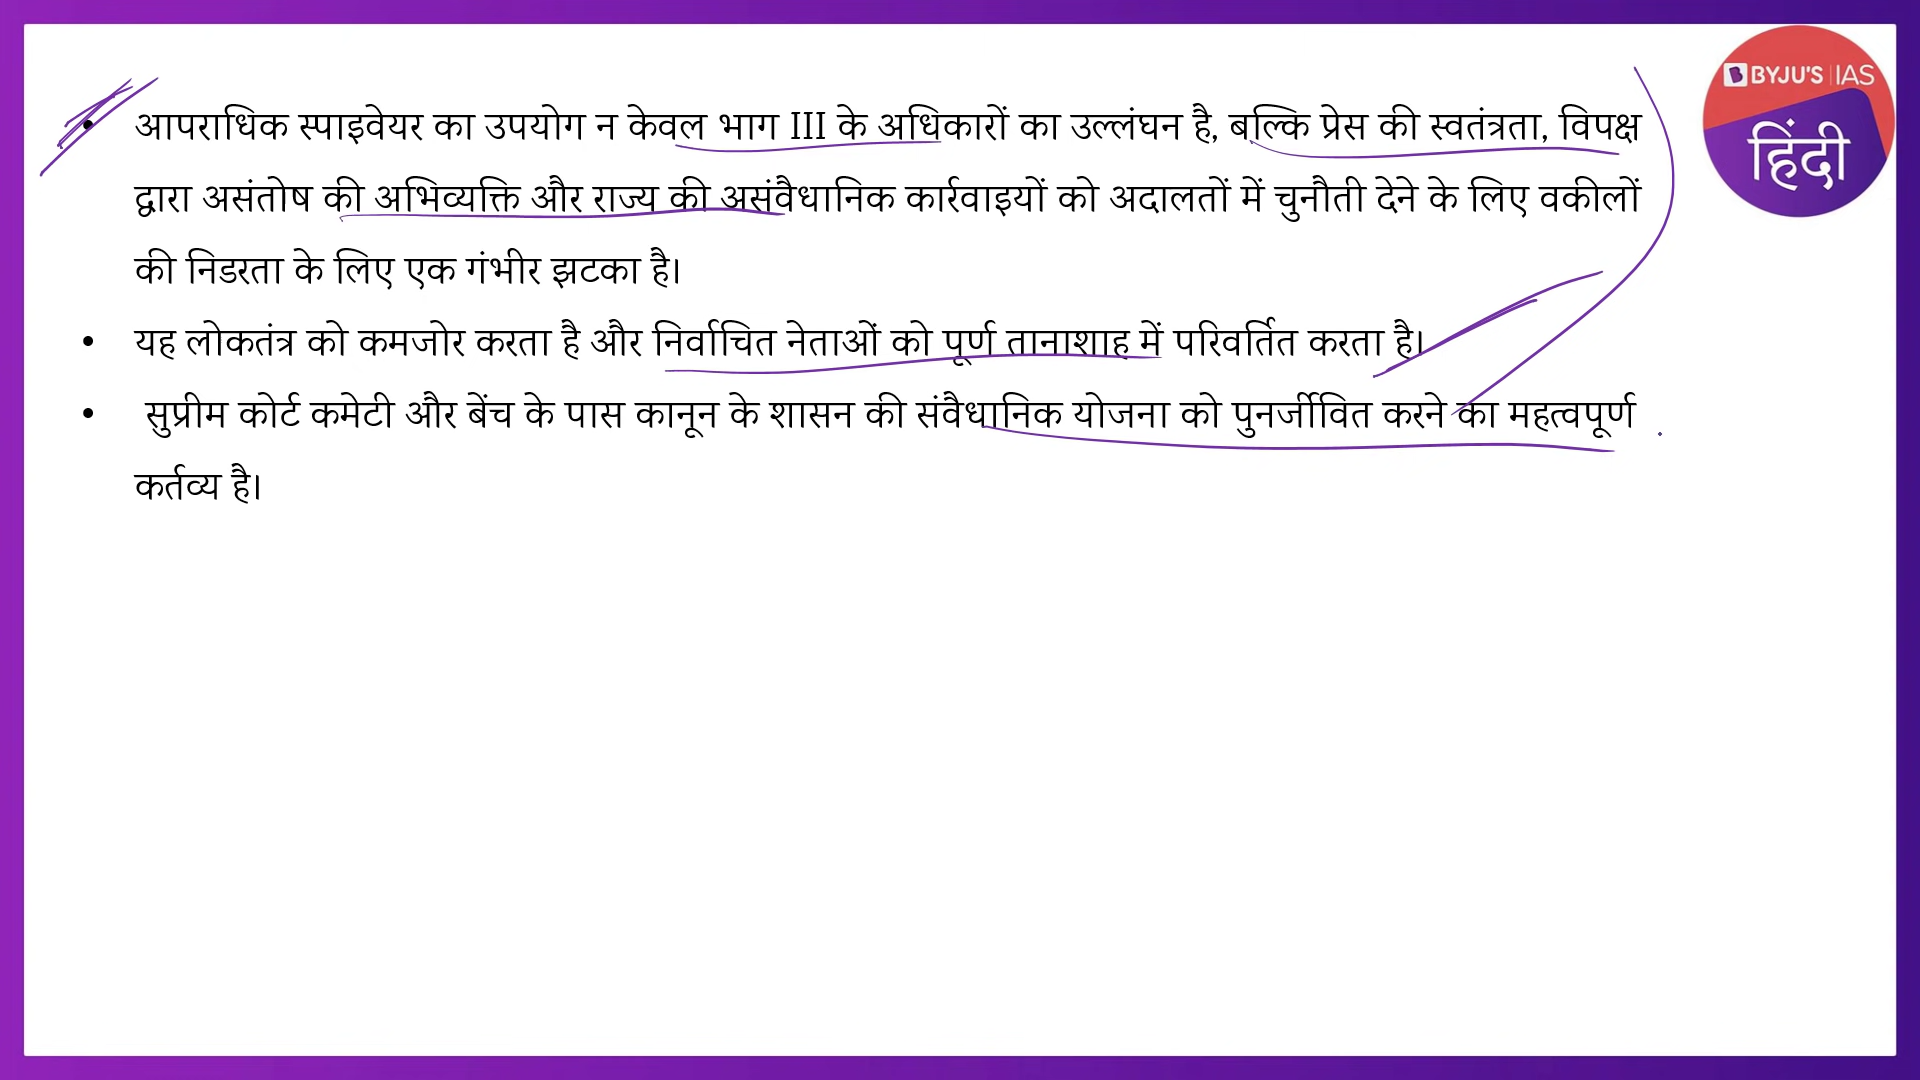 BYJU'S IAS
हिंदी
आपराधिक स्पाइवेयर का उपयोग न केवल भाग III के अधिकारों का उल्लंघन है, बल्कि प्रेस की स्वतंत्रता, विपक्ष
द्वारा असंतोष की अभिव्यक्ति और राज्य की असंवैधानिक कार्रवाइयों को अदालतों में चुनौती देने के लिए वकीलों
की निडरता के लिए एक गंभीर झटका है।
• यह लोकतंत्र को कमजोर करता है और निर्वाचित नेताओं को पूर्ण तानाशाह में परिवर्तित करता है।
• सुप्रीम कोर्ट कमेटी और बेंच के पास कानून के शासन की संवैधानिक योजना को पुनर्जीवित करने का महत्वपूर्ण
कर्तव्य है।